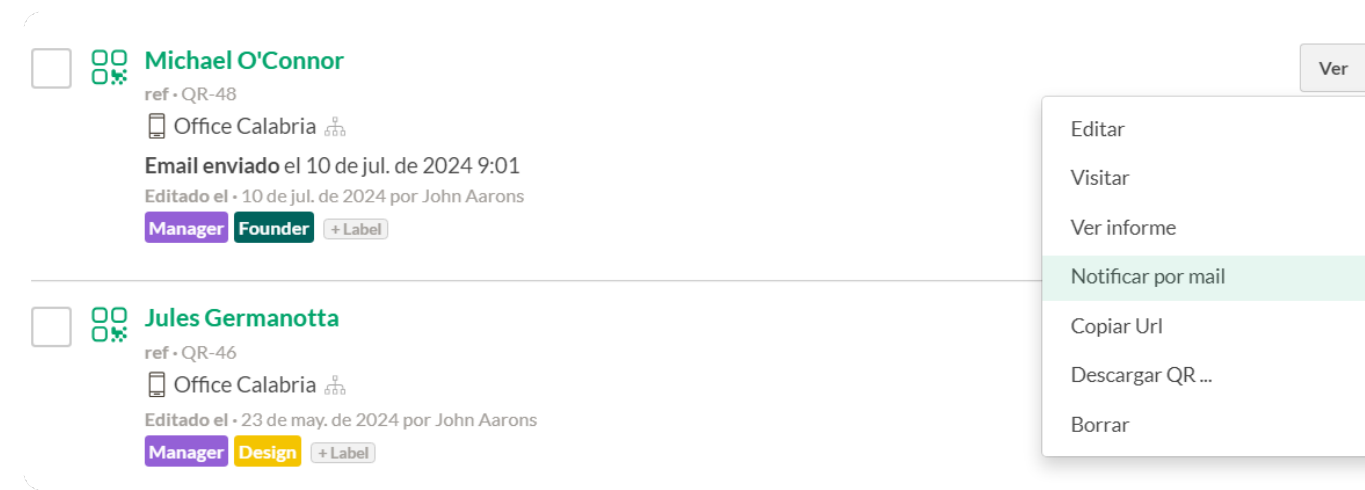 Michael O'Connor
Ver
ref · QR-48
Office Calabria
Email enviado el 10 de jul. de 2024 9:01
Editado el · 10 de jul. de 2024 por John Aarons
Manager Founder + Label
Jules Germanotta
ref · QR-46
Office Calabria
Editado el · 23 de may. de 2024 por John Aarons
Manager Design + Label
Editar
Visitar
Ver informe
Notificar por mail
Copiar Url
Descargar QR ...
Borrar